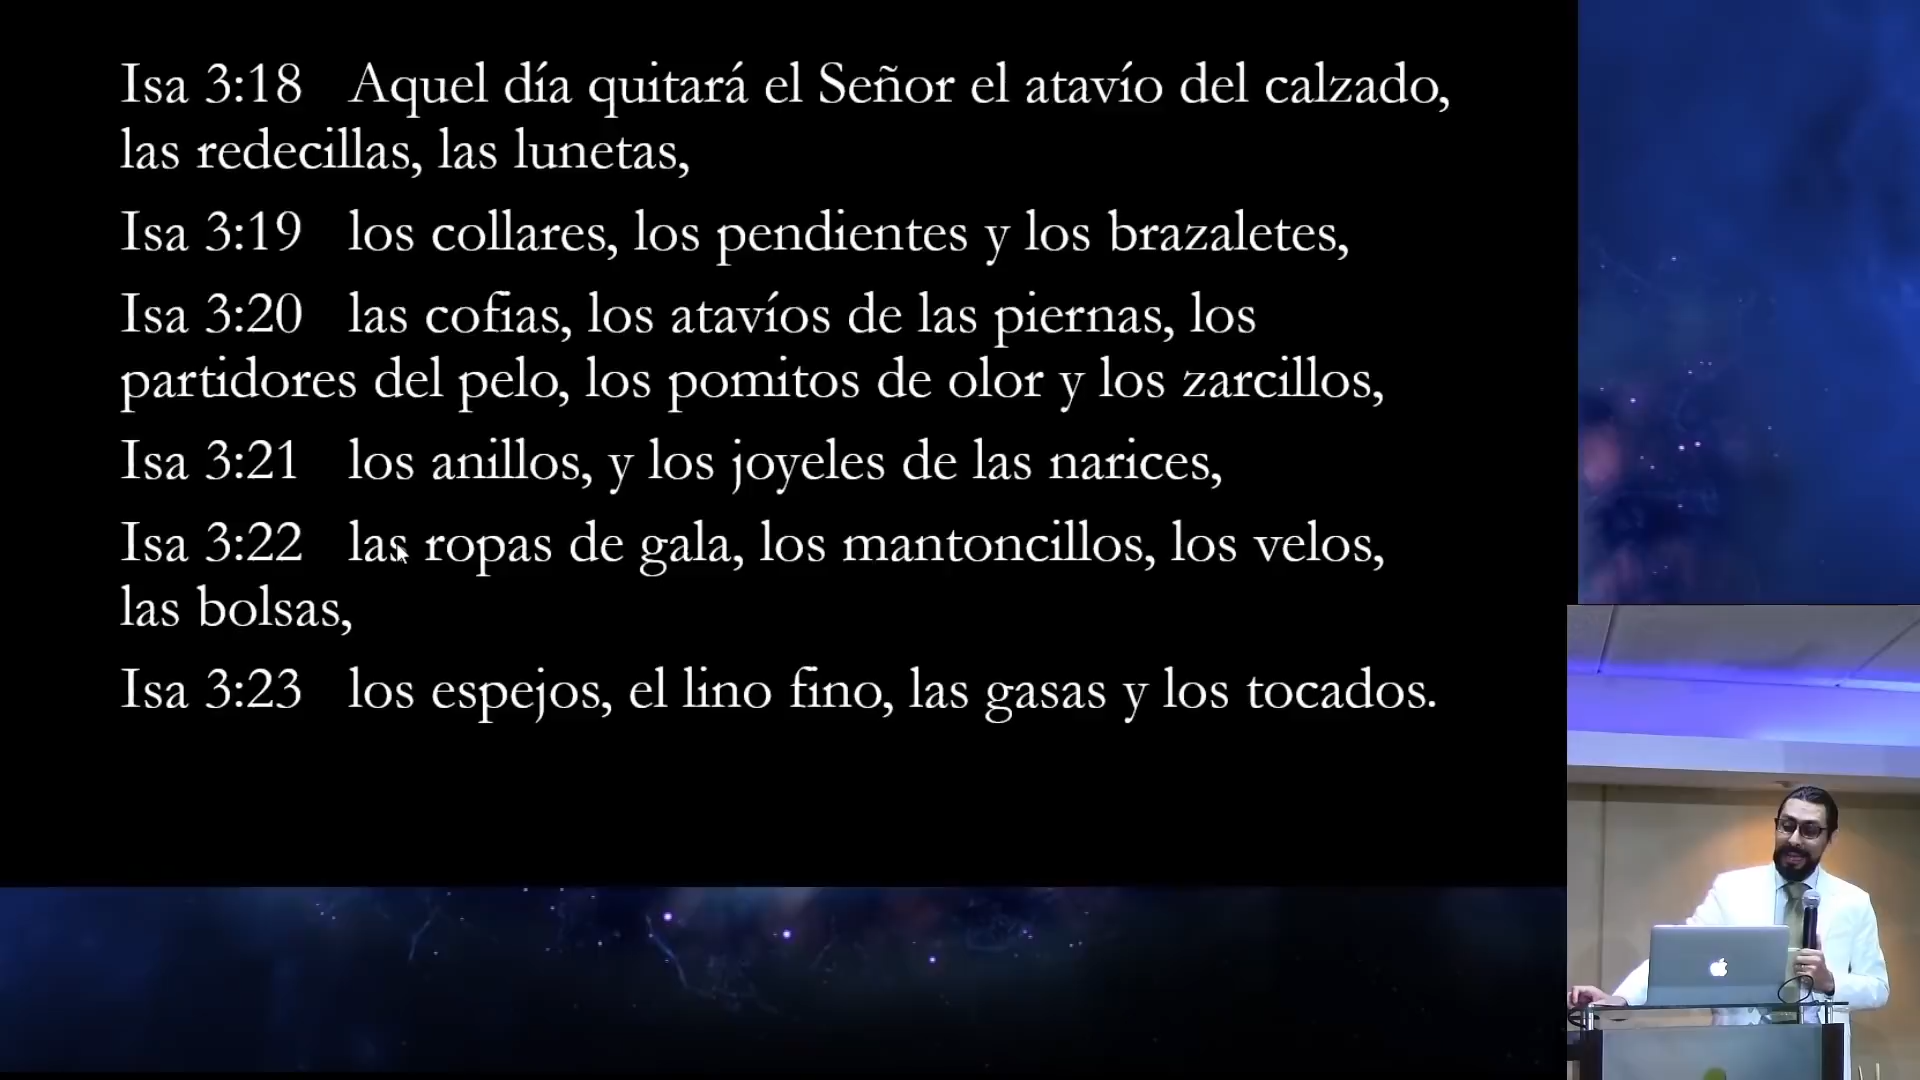 Isa 3:18 Aquel día quitará el Señor el atavío del calzado,
las redecillas, las lunetas,
Isa 3:19 los collares, los pendientes y los brazaletes,
Isa 3:20 las cofias, los atavíos de las piernas, los
partidores del pelo, los pomitos de olor y los zarcillos,
Isa 3:21 los anillos, y los joyeles de las narices,
Isa 3:22 las ropas de gala, los mantoncillos, los velos,
las bolsas,
Isa 3:23 los espejos, el lino fino, las gasas y los tocados.